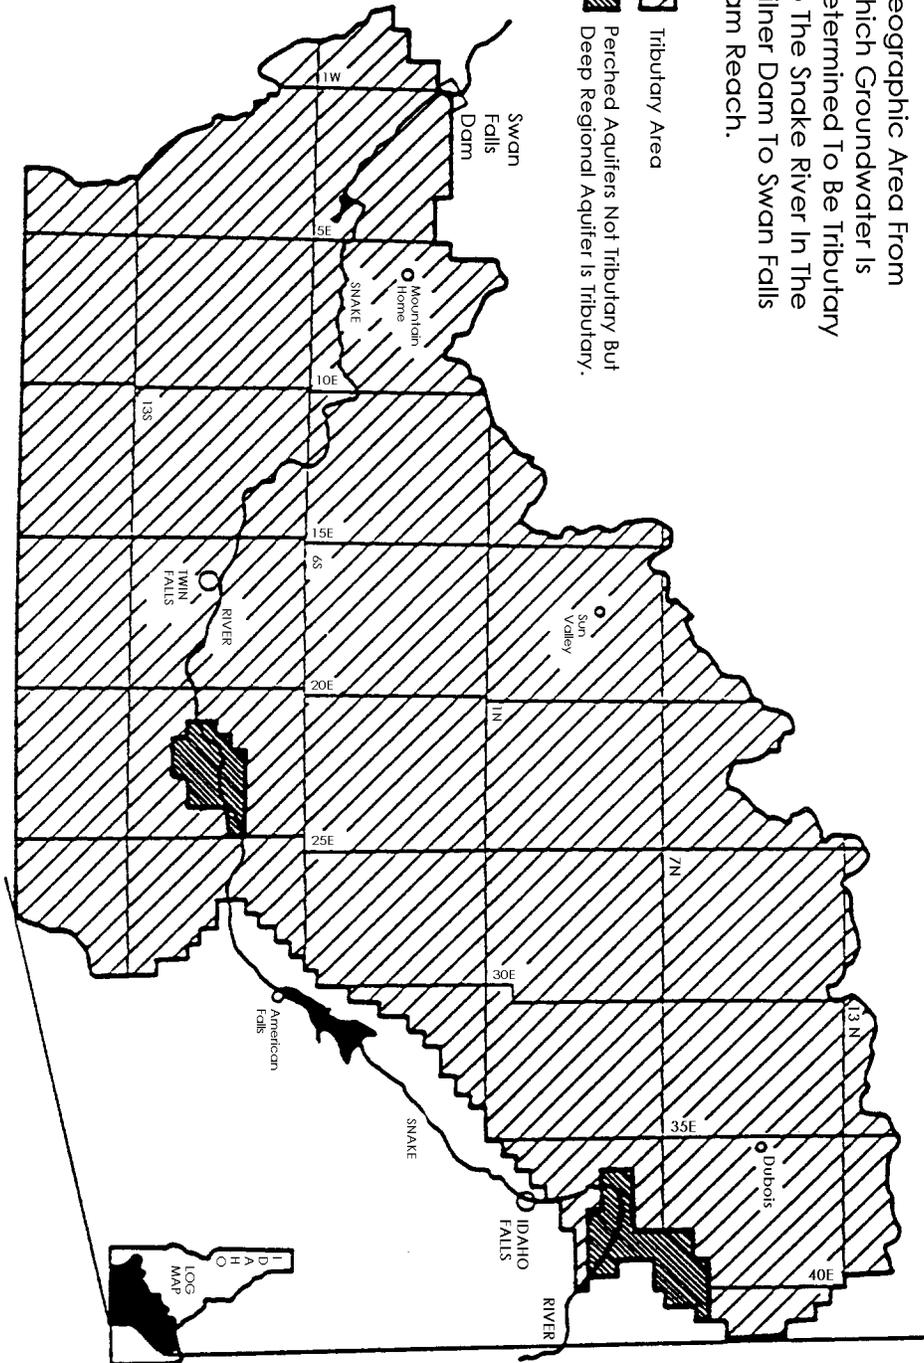 eographic Area From
hich Groundwater Is
etermined To Be Tributary
The Snake River In The
ilner Dam To Swan Falls
am Reach.
Tributary Area
Perched Aquifers Not Tributary But
Deep Regional Aquifer Is Tributary.
Swan
Falls
Dam
1W
5E
Mountain
Home
SNAKE
10E
13S
15E
6S
TWIN
FALLS
RIVER
Sun
Valley
20E
1N
25E
7N
30E
13 N
American
Falls
SNAKE
35E
Dubois
IDAHO
FALLS
40E
RIVER
IDAHO
LOG
MAP